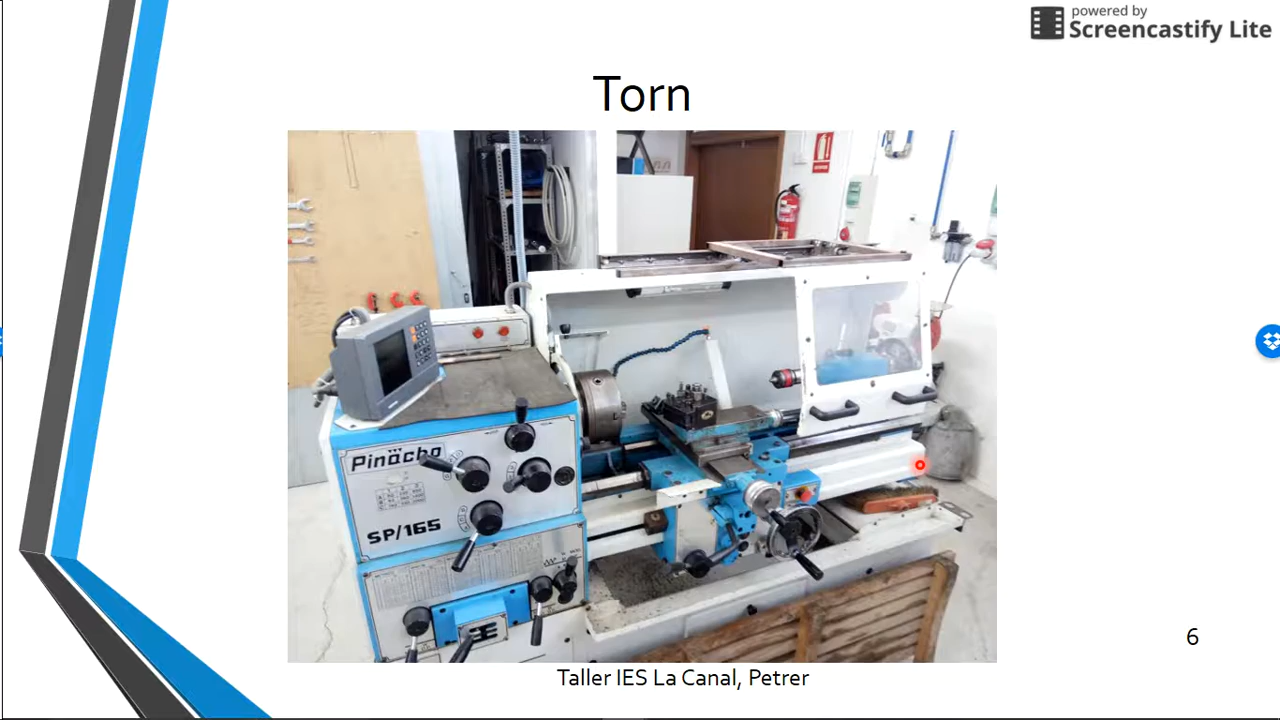 powered by
Screencastify Lite
Torn
Pinacho
SP/165
Taller IES La Canal, Petrer
6